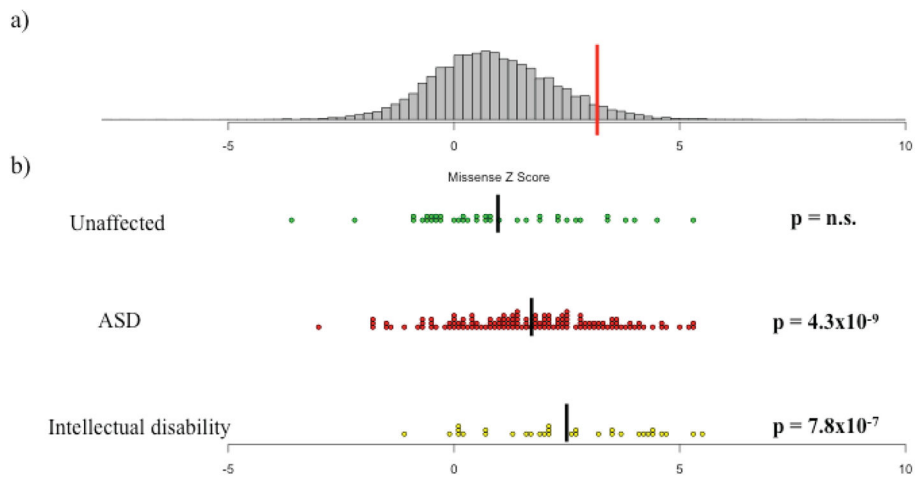 a)
-5 0 5 10
Missense Z Score
b)
Unaffected p = n.s.
ASD p = 4.3x10⁻⁹
Intellectual disability p = 7.8x10⁻⁷
-5 0 5 10